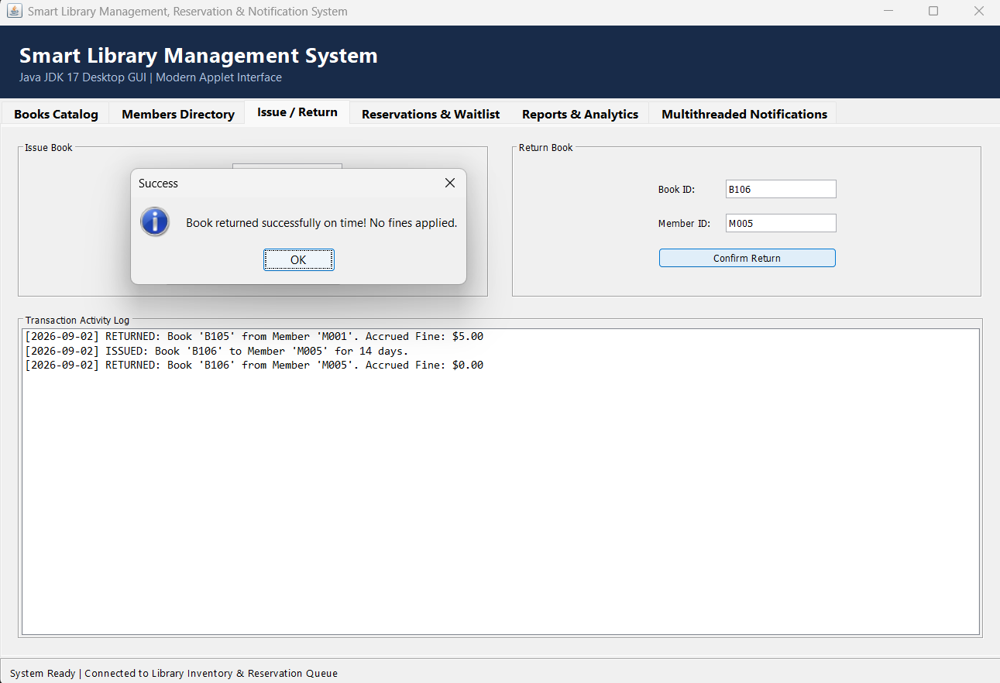 Smart Library Management, Reservation & Notification System
Smart Library Management System
Java JDK 17 Desktop GUI | Modern Applet Interface
Books Catalog
Members Directory
Issue / Return
Reservations & Waitlist
Reports & Analytics
Multithreaded Notifications
Issue Book
Success
Book returned successfully on time! No fines applied.
OK
Return Book
Book ID:
B106
Member ID:
M005
Confirm Return
Transaction Activity Log
[2026-09-02] RETURNED: Book 'B105' from Member 'M001'. Accrued Fine: $5.00
[2026-09-02] ISSUED: Book 'B106' to Member 'M005' for 14 days.
[2026-09-02] RETURNED: Book 'B106' from Member 'M005'. Accrued Fine: $0.00
System Ready | Connected to Library Inventory & Reservation Queue